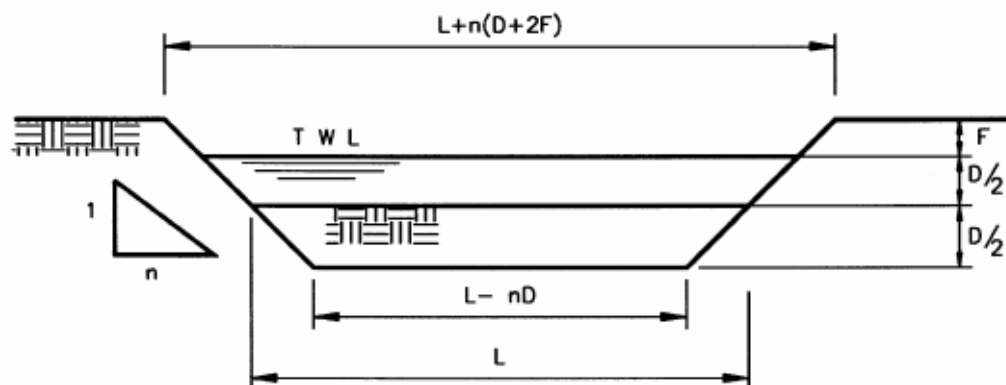 L+n(D+2F)
T W L
F
D/2
D/2
1
n
L- nD
L